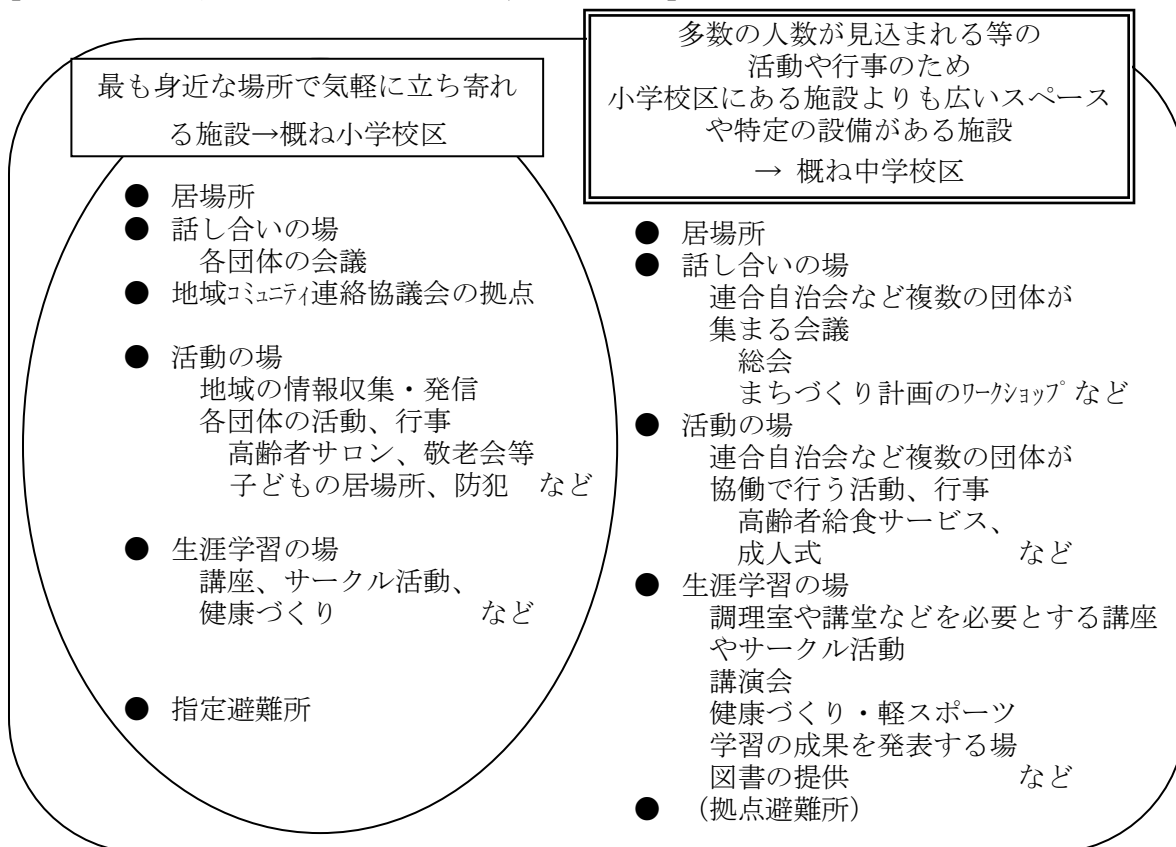 最も身近な場所で気軽に立ち寄れ
る施設→概ね小学校区
● 居場所
● 話し合いの場
各団体の会議
● 地域ｺﾐｭﾆﾃｨ連絡協議会の拠点
● 活動の場
地域の情報収集・発信
各団体の活動、行事
高齢者サロン、敬老会等
子どもの居場所、防犯 など
● 生涯学習の場
講座、サークル活動、
健康づくり など
● 指定避難所
多数の人数が見込まれる等の
活動や行事のため
小学校区にある施設よりも広いスペース
や特定の設備がある施設
→ 概ね中学校区
● 居場所
● 話し合いの場
連合自治会など複数の団体が
集まる会議
総会
まちづくり計画のﾜｰｸｼｮｯﾌﾟ など
● 活動の場
連合自治会など複数の団体が
協働で行う活動、行事
高齢者給食サービス、
成人式 など
● 生涯学習の場
調理室や講堂などを必要とする講座
やサークル活動
講演会
健康づくり・軽スポーツ
学習の成果を発表する場
図書の提供 など
● （拠点避難所）